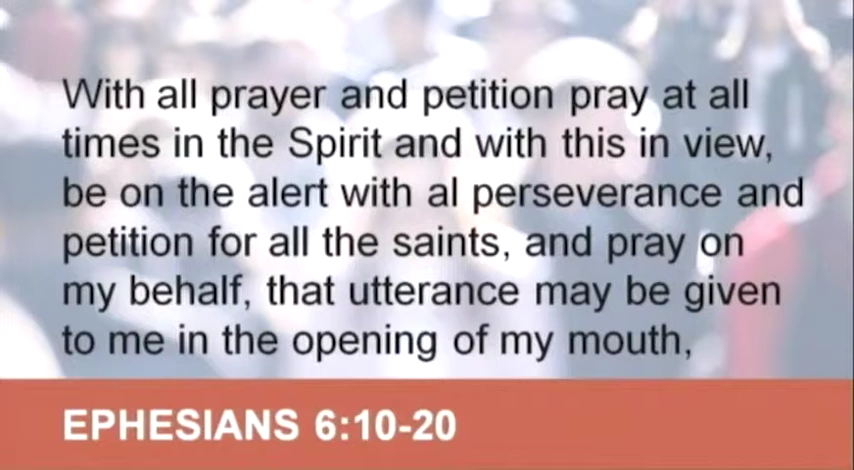 With all prayer and petition pray at all
times in the Spirit and with this in view,
be on the alert with al perseverance and
petition for all the saints, and pray on
my behalf, that utterance may be given
to me in the opening of my mouth,
EPHESIANS 6:10-20